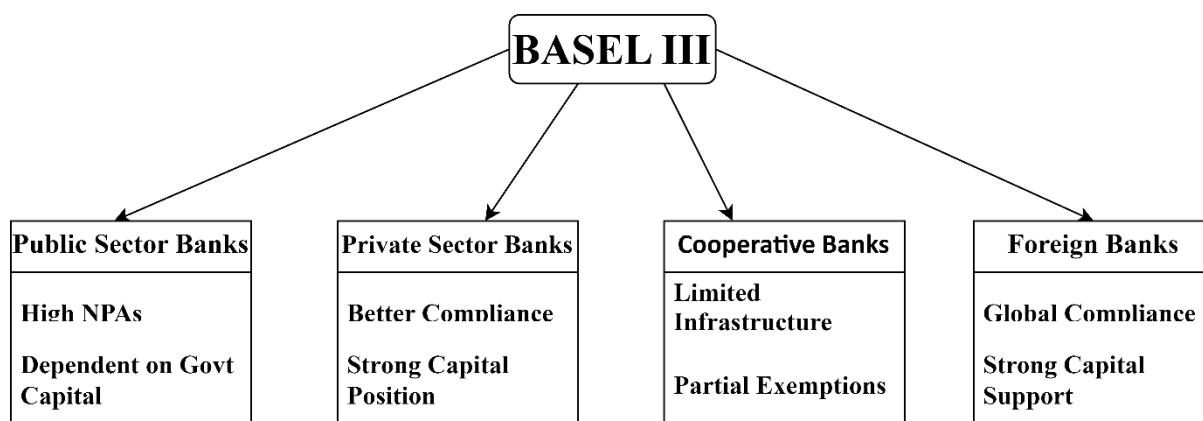 BASEL III
Public Sector Banks
High NPAs
Dependent on Govt
Capital
Private Sector Banks
Better Compliance
Strong Capital
Position
Cooperative Banks
Limited
Infrastructure
Partial Exemptions
Foreign Banks
Global Compliance
Strong Capital
Support